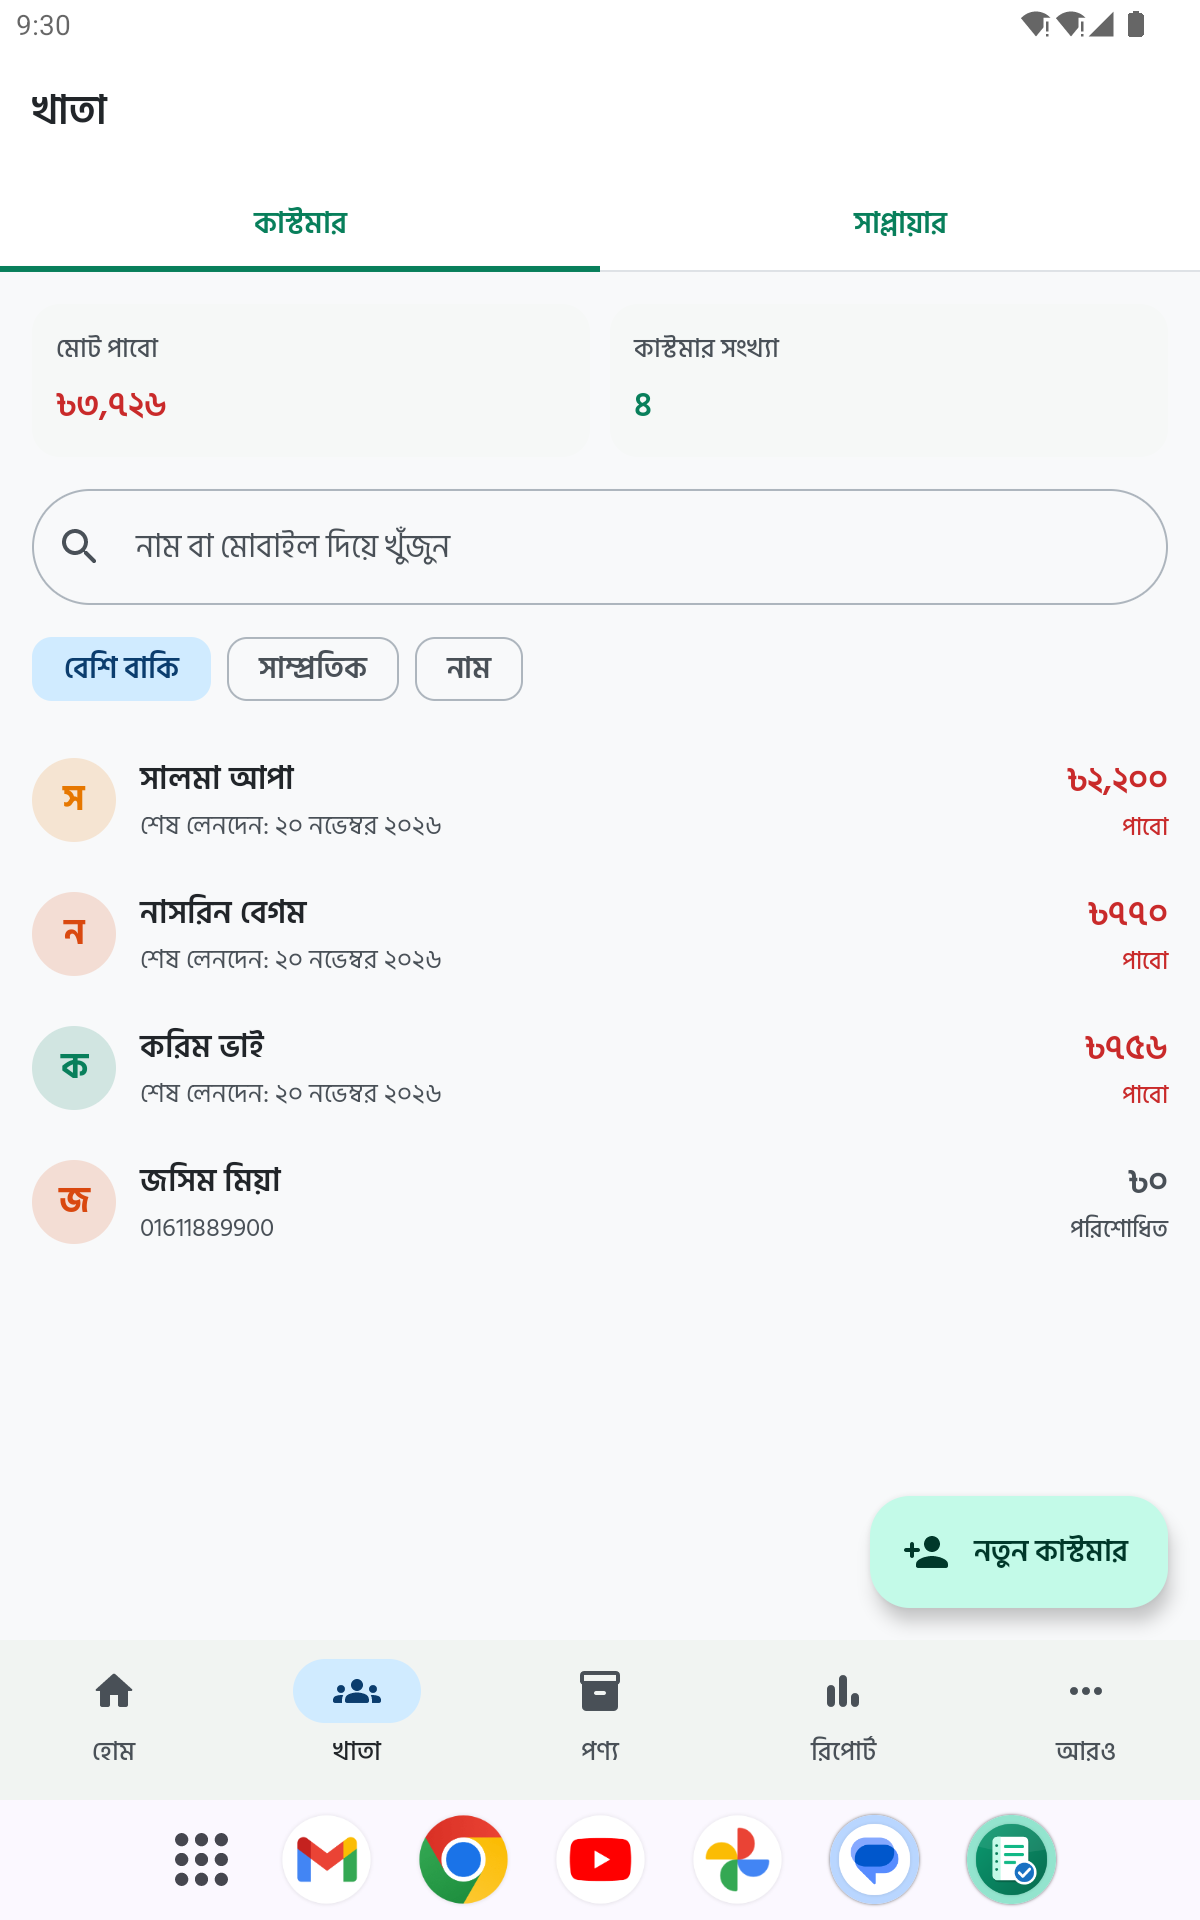 9:30
খাতা
কাস্টমার
সাপ্লায়ার
মোট পাবো
৳৩,৭২৬
কাস্টমার সংখ্যা
৪
নাম বা মোবাইল দিয়ে খুঁজুন
বেশি বাকি
সাম্প্রতিক
নাম
স
সালমা আপা
শেষ লেনদেন: ২০ নভেম্বর ২০২৬
৳২,২০০
পাবো
ন
নাসরিন বেগম
শেষ লেনদেন: ২০ নভেম্বর ২০২৬
৳৭৭০
পাবো
ক
করিম ভাই
শেষ লেনদেন: ২০ নভেম্বর ২০২৬
৳৭৫৬
পাবো
জ
জসিম মিয়া
01611889900
৳০
পরিশোধিত
নতুন কাস্টমার
হোম
খাতা
পণ্য
রিপোর্ট
আরও